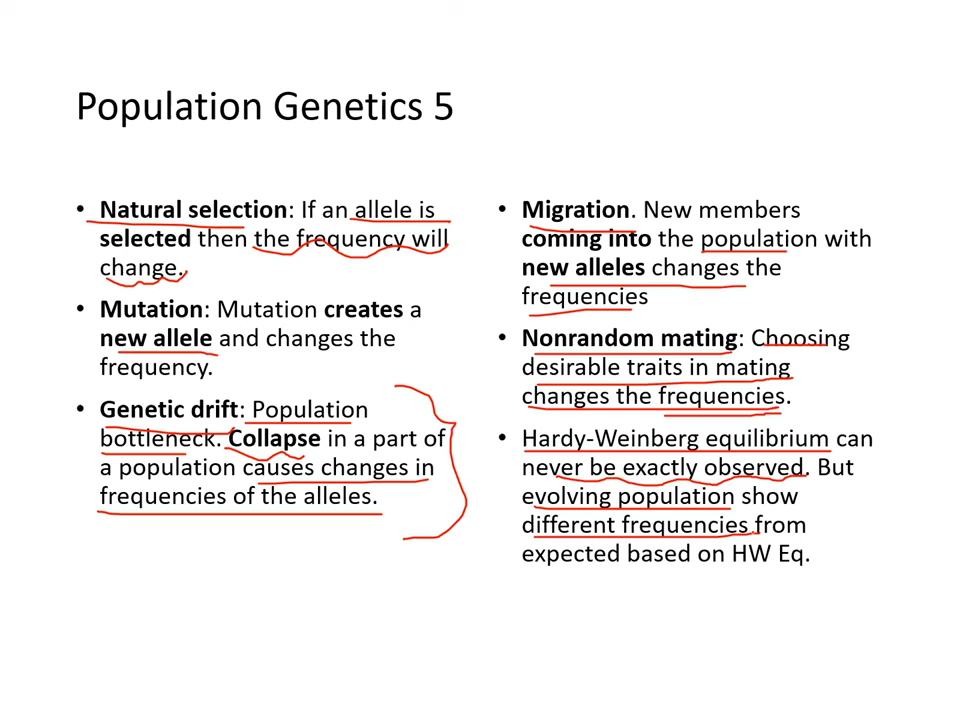 Population Genetics 5
• Natural selection: If an allele is
selected then the frequency will
change.
• Mutation: Mutation creates a
new allele and changes the
frequency.
• Genetic drift: Population
bottleneck. Collapse in a part of
a population causes changes in
frequencies of the alleles.
• Migration. New members
coming into the population with
new alleles changes the
frequencies
• Nonrandom mating: Choosing
desirable traits in mating
changes the frequencies.
• Hardy-Weinberg equilibrium can
never be exactly observed. But
evolving population show
different frequencies from
expected based on HW Eq.